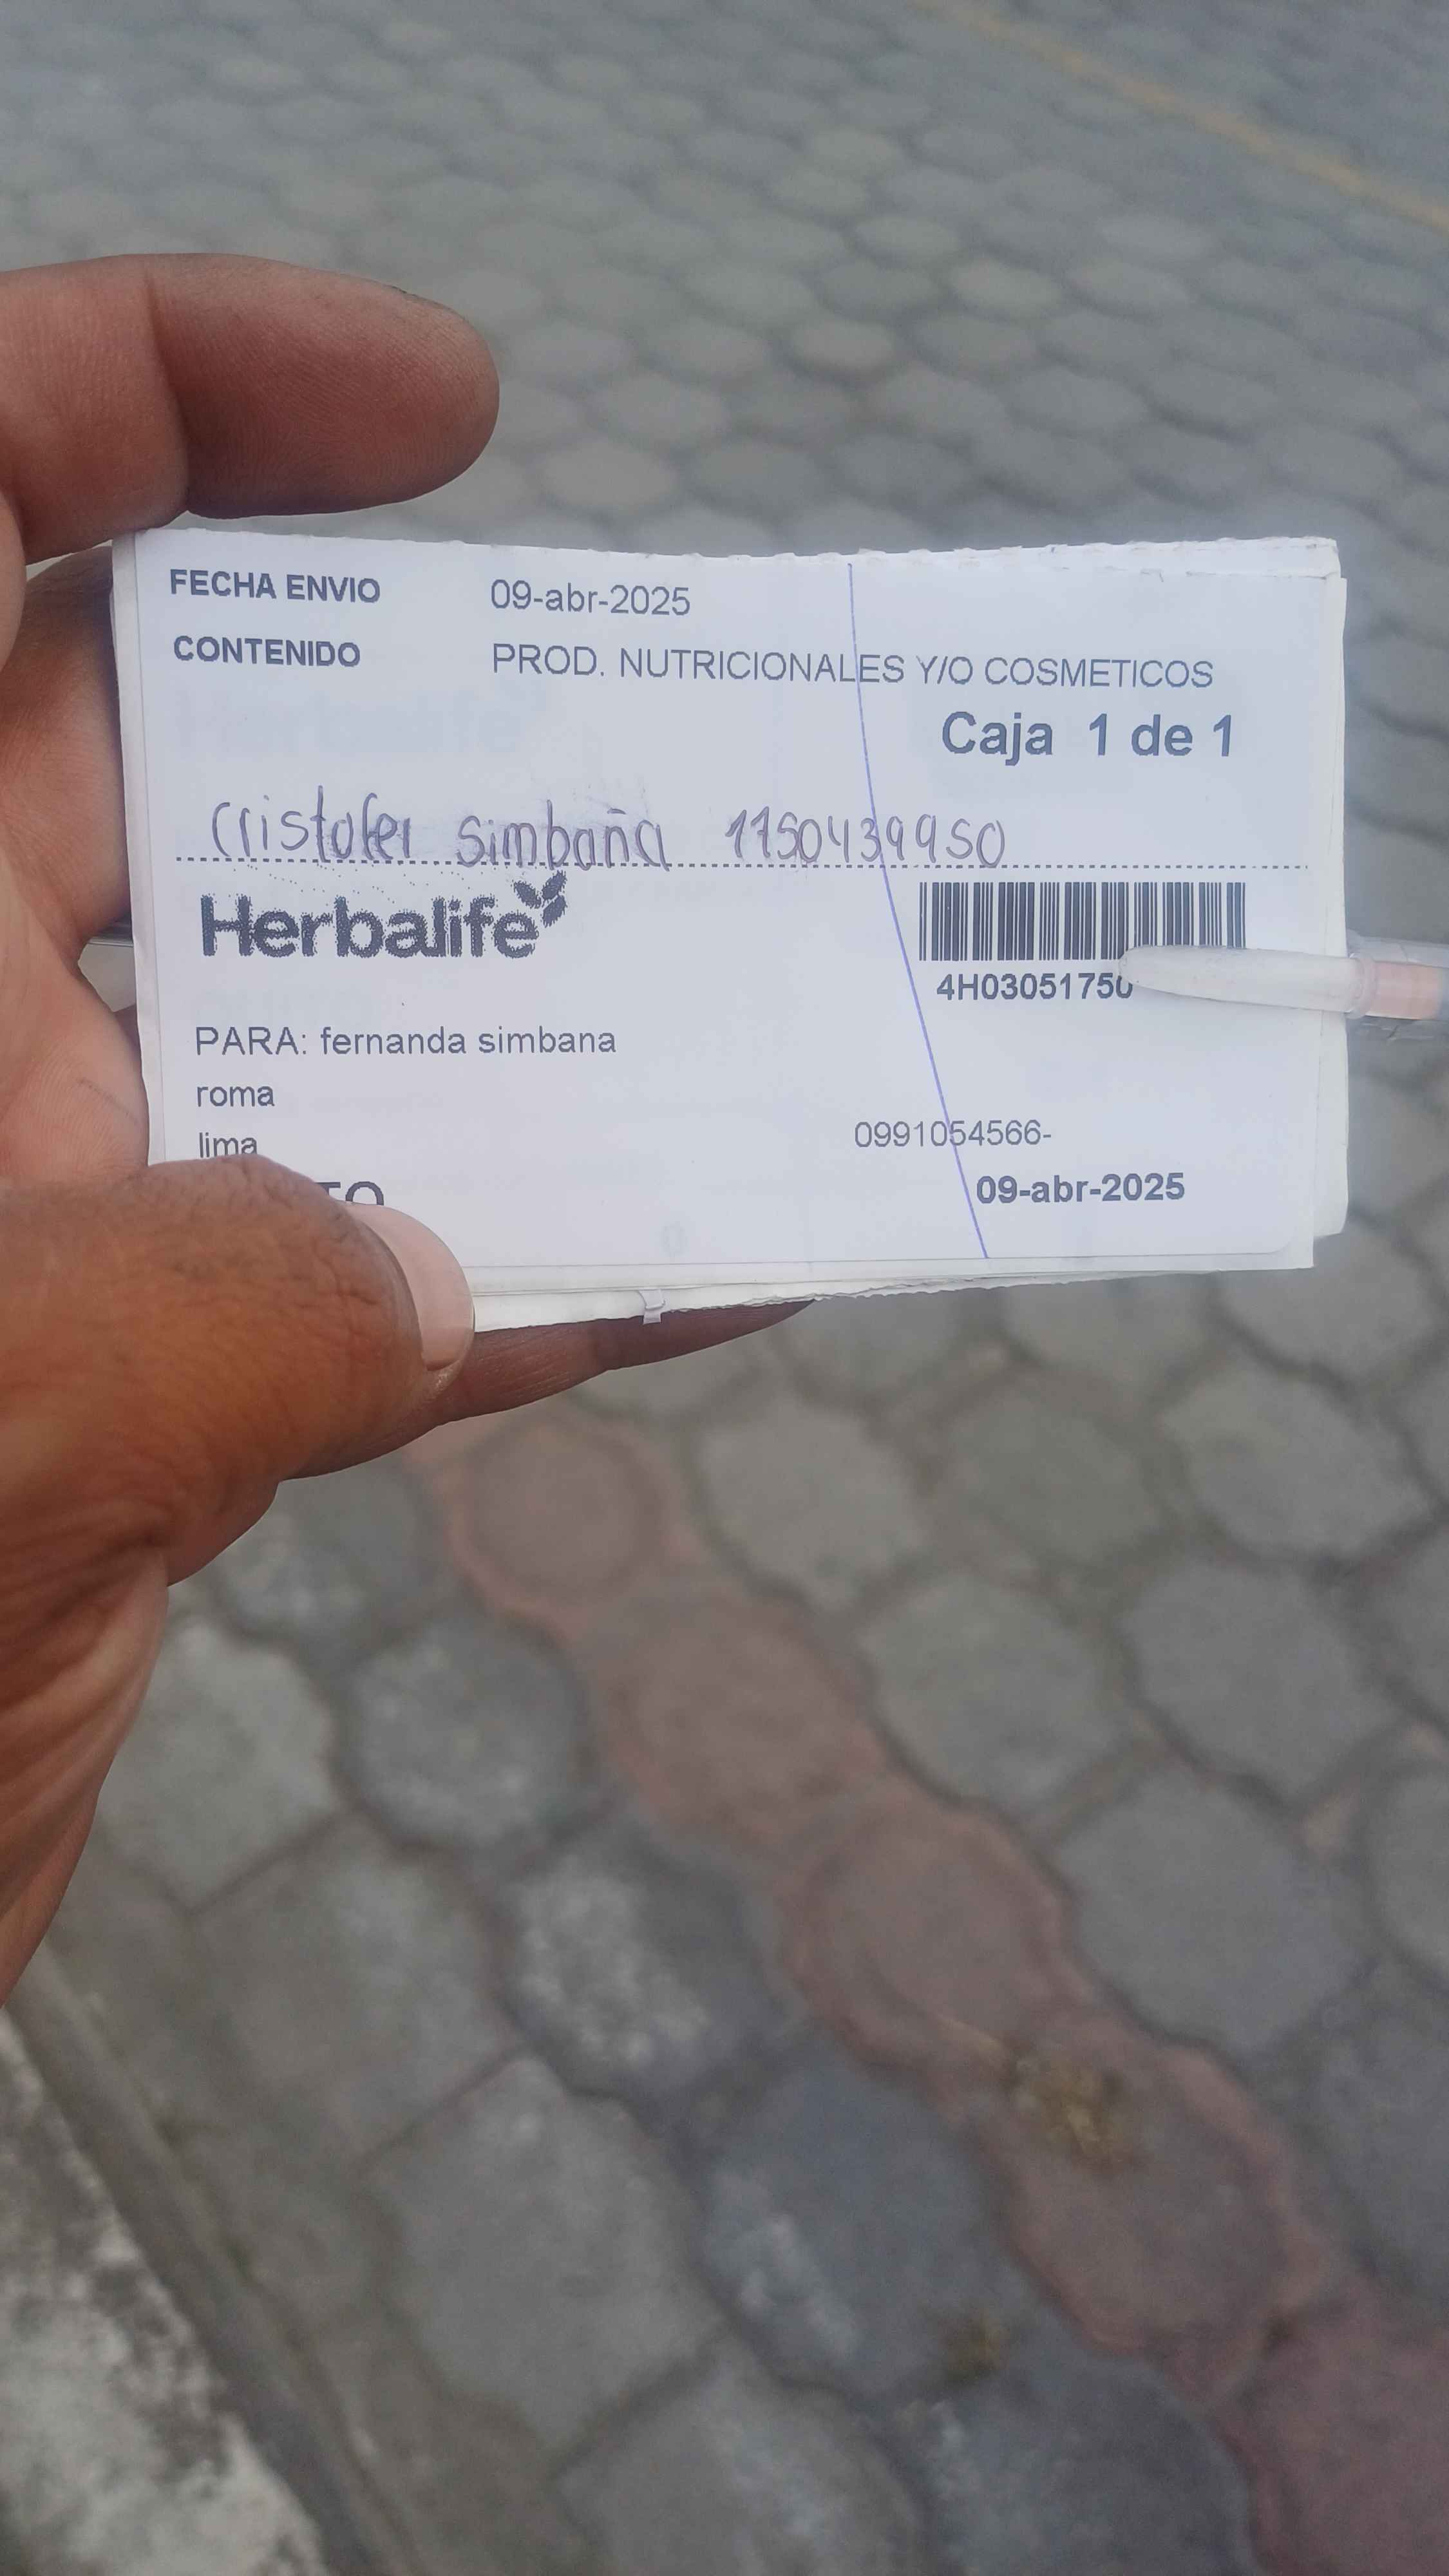 FECHA ENVIO 09-abr-2025
CONTENIDO PROD. NUTRICIONALES Y/O COSMETICOS
Caja 1 de 1
Cristofer Simbaña 1750439950
Herbalife
4H03051750
PARA: fernanda simbana
roma
lima
0991054566-
09-abr-2025